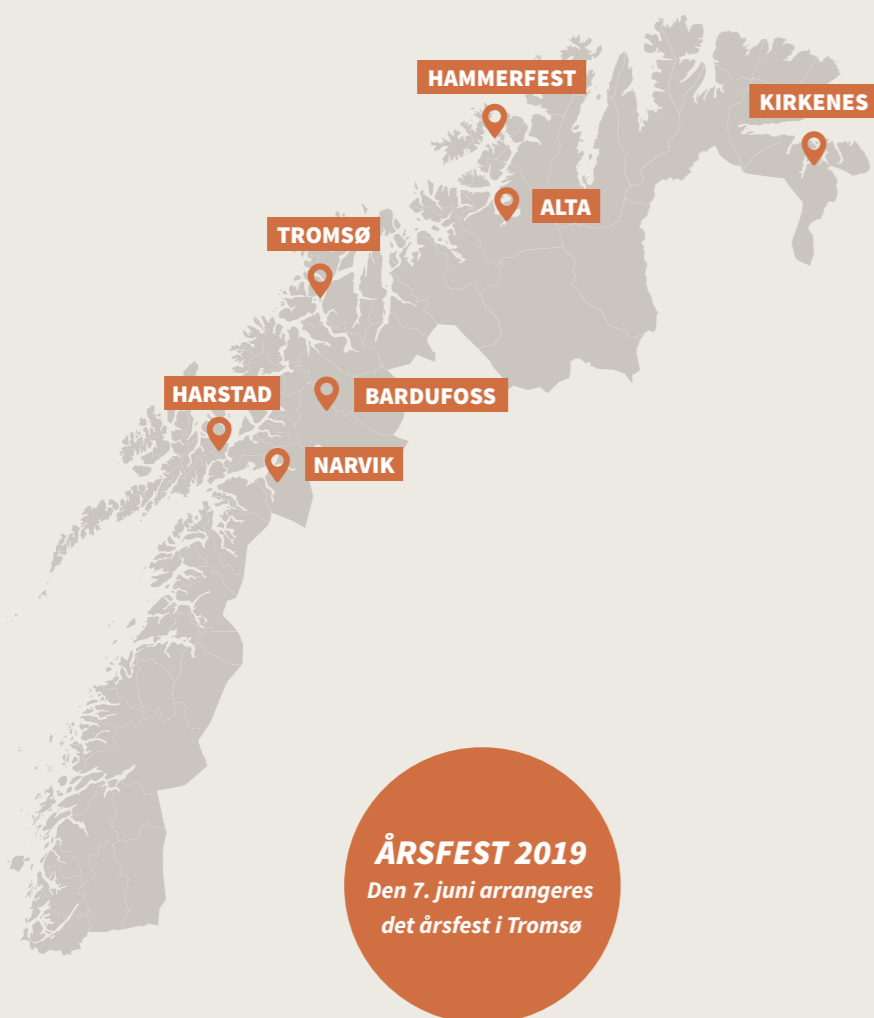 HAMMERFEST
KIRKENES
ALTA
TROMSØ
HARSTAD
BARDUFOSS
NARVIK
ÅRSFEST 2019
Den 7. juni arrangeres
det årsfest i Tromsø